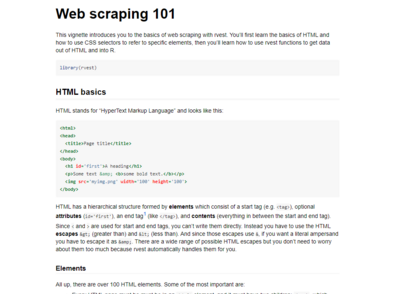 Web scraping 101
This vignette introduces you to the basics of web scraping with rvest. You'll first learn the basics of HTML and
how to use CSS selectors to refer to specific elements, then you'll learn how to use rvest functions to get data
out of HTML and into R.
library(rvest)
HTML basics
HTML stands for "HyperText Markup Language" and looks like this:
<html>
<head>
<title>Page title</title>
</head>
<body>
<h1 id='first'>A heading</h1>
<p>Some text &amp; <b>some bold text.</b></p>
<img src='myimg.png' width='100' height='100'>
</body>
HTML has a hierarchical structure formed by elements which consist of a start tag (e.g. <tag>), optional
attributes (id='first'), an end tag1 (like </tag>), and contents (everything in between the start and end tag).
Since < and > are used for start and end tags, you can't write them directly. Instead you have to use the HTML
escapes &gt; (greater than) and &lt; (less than). And since those escapes use &, if you want a literal ampersand
you have to escape it as &amp;. There are a wide range of possible HTML escapes but you don't need to worry
about them too much because rvest automatically handles them for you.
Elements
All up, there are over 100 HTML elements. Some of the most important are: